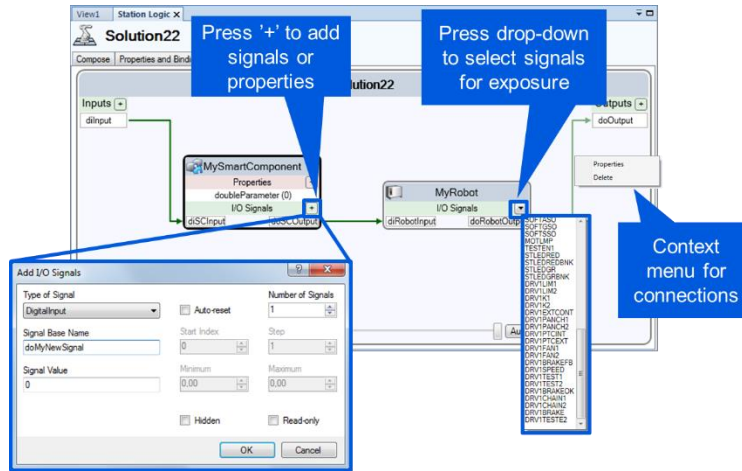 View1
Station Logic
Solution22
Compose
Properties and Bind
Press '+' to add
signals or
properties
Press drop-down
to select signals
for exposure
lution22
Inputs
diInput
Outputs
doOutput
Properties
Delete
Context
menu for
connections
MySmartComponent
Properties
doubleParameter (0)
I/O Signals
diSCInput
doSCOutput
MyRobot
I/O Signals
diRobotInput
doRobotOutp
SOFTASO
SOFTGSO
SOFTSSO
MOTLMP
TESTEN1
STLEDRED
STLEDREDBNK
STLEDGR
STLEDGRBNK
DRV1LIM1
DRV1LIM2
DRV1K1
DRV1K2
DRV1EXTCONT
DRV1PANCH1
DRV1PANCH2
DRV1PTCINT
DRV1PTCEXT
DRV1FAN1
DRV1FAN2
DRV1BRAKEFB
DRV1SPEED
DRV1TEST1
DRV1TEST2
DRV1BRAKEOK
DRV1CHAIN1
DRV1CHAIN2
DRV1BRAKE
DRV1TESTE2
Au
Add I/O Signals
Type of Signal
DigitalInput
Auto-reset
Number of Signals
1
Signal Base Name
doMyNewSignal
Start Index
0
Step
1
Signal Value
0
Minimum
0,00
Maximum
0,00
Hidden
Read-only
OK
Cancel